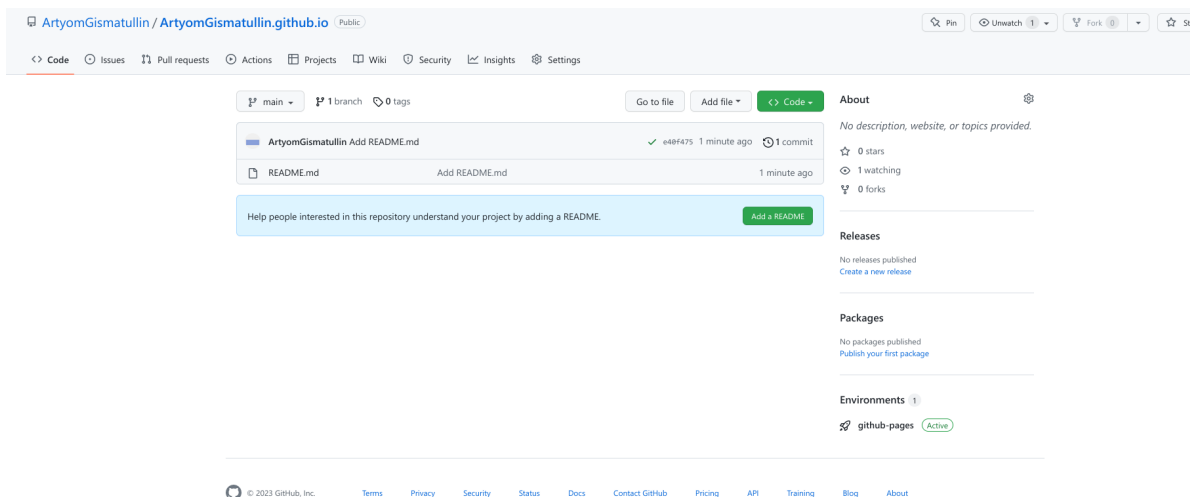 ArtyomGismatullin / ArtyomGismatullin.github.io Public
Pin Unwatch 1 Fork 0 St
<> Code Issues Pull requests Actions Projects Wiki Security Insights Settings
main 1 branch 0 tags Go to file Add file <> Code
ArtyomGismatullin Add README.md e40f475 1 minute ago 1 commit
README.md Add README.md 1 minute ago
Help people interested in this repository understand your project by adding a README. Add a README
About
No description, website, or topics provided.
0 stars
1 watching
0 forks
Releases
No releases published
Create a new release
Packages
No packages published
Publish your first package
Environments 1
github-pages Active
© 2023 GitHub, Inc. Terms Privacy Security Status Docs Contact GitHub Pricing API Training Blog About